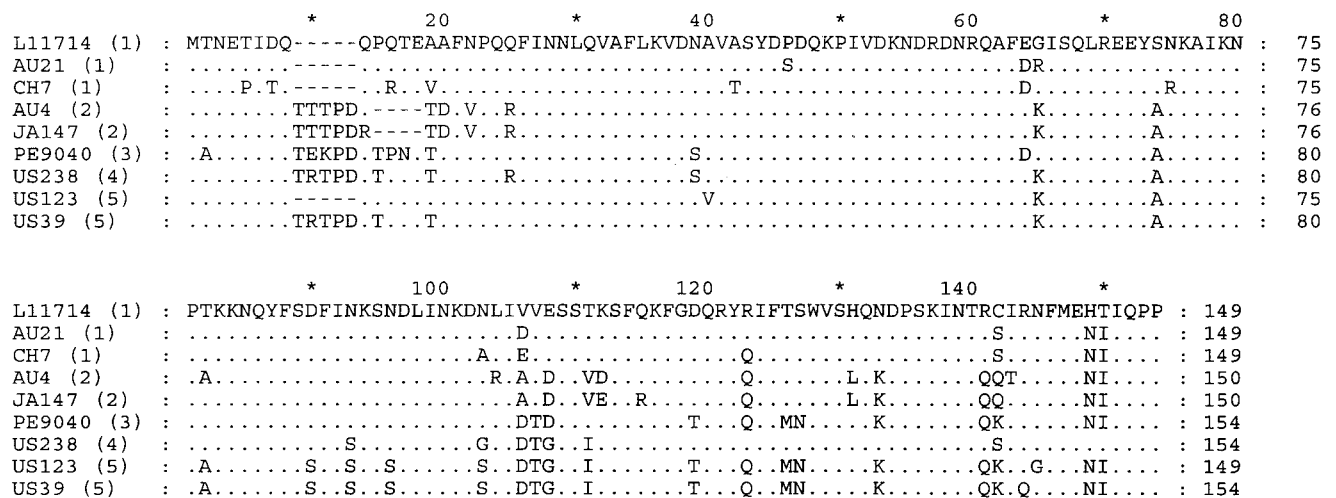 * 20 * 40 * 60 * 80
L11714 (1) : MTNETIDQ-----QPQTEAAFNPQQFINNLQVAFLKVDNAVASYDPDQKPIVDKNDRDNRQAFEGISQLREEYSNKAIKN : 75
AU21 (1) : ........-----................................S.................DR............... : 75
CH7 (1) : ....P.T.-----..R..V......................T.....................D..........R..... : 75
AU4 (2) : ........TTTPD.----TD.V..R.......................................K........A...... : 76
JA147 (2) : ........TTTPDR----TD.V..R.......................................K........A...... : 76
PE9040 (3) : .A......TEKPD.TPN.T...................S........................D.........A...... : 80
US238 (4) : ........TRTPD.T...T.....R.............S.........................K........A...... : 80
US123 (5) : ........-----..........................V........................K........A...... : 75
US39 (5) : ........TRTPD.T...T.............................................K........A...... : 80
* 100 * 120 * 140 *
L11714 (1) : PTKKNQYFSDFINKSNDLINKDNLIVVESSTKSFQKFGDQRYRIFTSWVSHQNDPSKINTRCIRNFMEHTIQPP : 149
AU21 (1) : .........................D...................................S......NI.... : 149
CH7 (1) : ......................A..E................Q..................S......NI.... : 149
AU4 (2) : .A.....................R.A.D..VD..........Q.......L.K.......QQT.....NI.... : 150
JA147 (2) : .........................A.D..VE..R.......Q.......L.K.......QQ......NI.... : 150
PE9040 (3) : .........................DTD..........T...Q..MN.....K.......QK......NI.... : 154
US238 (4) : ............S.........G..DTG..I..............................S............ : 154
US123 (5) : .A.......S..S..S......S..DTG..I.......T...Q..MN.....K.......QK..G...NI.... : 149
US39 (5) : .A.......S..S..S......S..DTG..I.......T...Q..MN.....K.......QK.Q....NI.... : 154